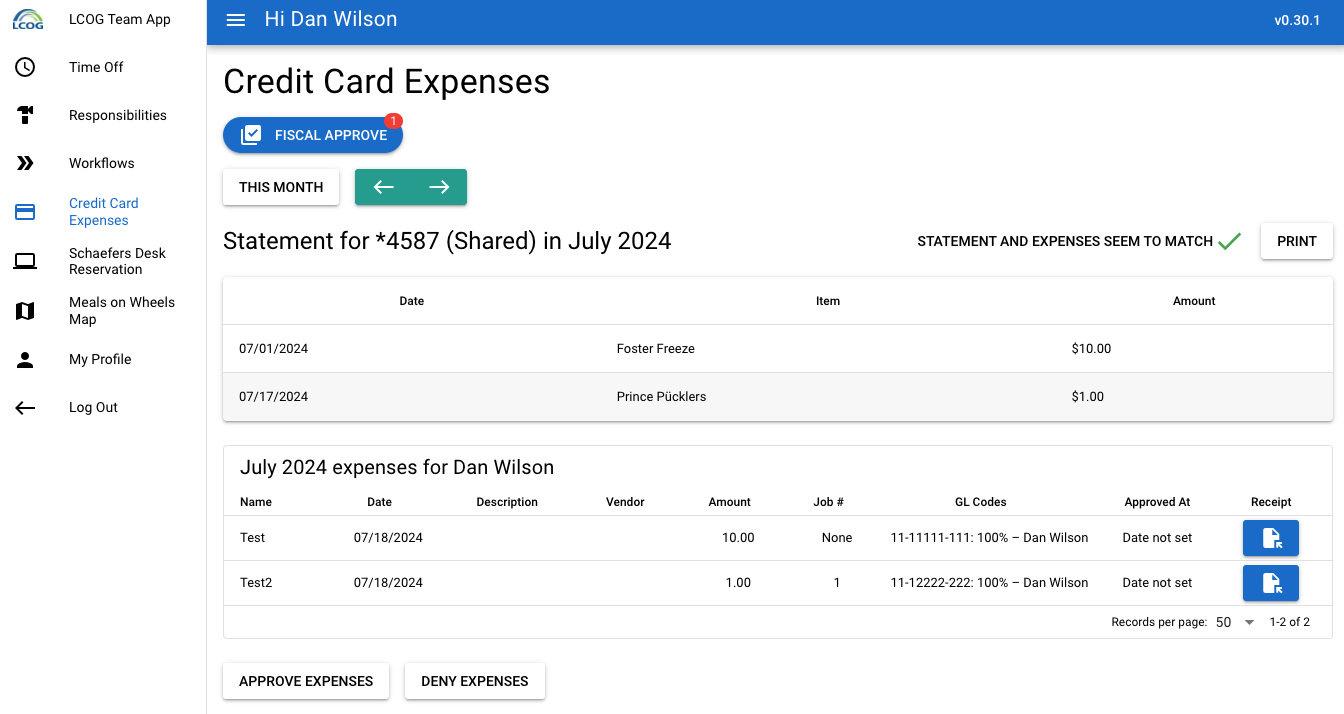 LCOG
LCOG Team App
Time Off
Responsibilities
Workflows
Credit Card
Expenses
Schaefers Desk
Reservation
Meals on Wheels
Map
My Profile
Log Out
Hi Dan Wilson
v0.30.1
Credit Card Expenses
FISCAL APPROVE 1
THIS MONTH
Statement for *4587 (Shared) in July 2024
STATEMENT AND EXPENSES SEEM TO MATCH
PRINT
Date Item Amount
07/01/2024 Foster Freeze $10.00
07/17/2024 Prince Pücklers $1.00
July 2024 expenses for Dan Wilson
Name Date Description Vendor Amount Job # GL Codes Approved At Receipt
Test 07/18/2024 10.00 None 11-11111-111: 100% – Dan Wilson Date not set
Test2 07/18/2024 1.00 1 11-12222-222: 100% – Dan Wilson Date not set
Records per page: 50 1-2 of 2
APPROVE EXPENSES DENY EXPENSES